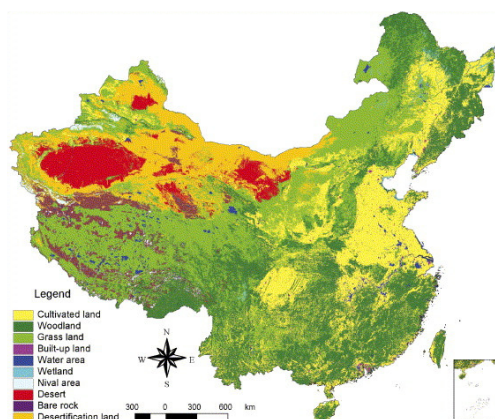 Legend
Cultivated land
Woodland
Grass land
Built-up land
Water area
Wetland
Nival area
Desert
Bare rock
Desertification land
N
W E
S
300 0 300 600 km